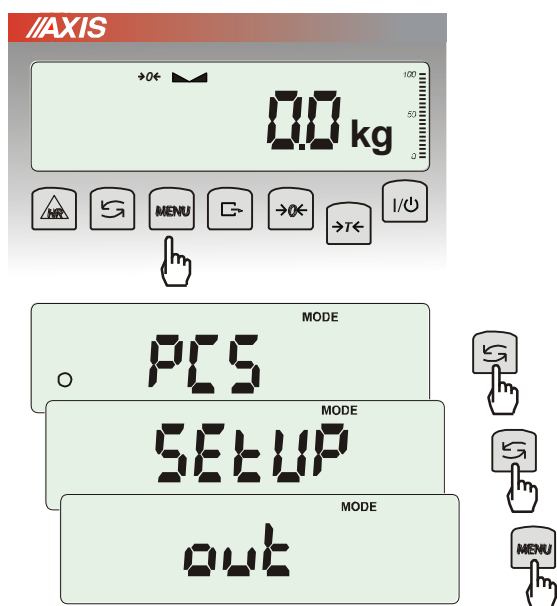 //AXIS
→0←
100
50
0
0.0 kg
HR
MENU
→0←
→T←
I/⏻
MODE
PCS
MODE
SEtUP
MODE
out
MENU